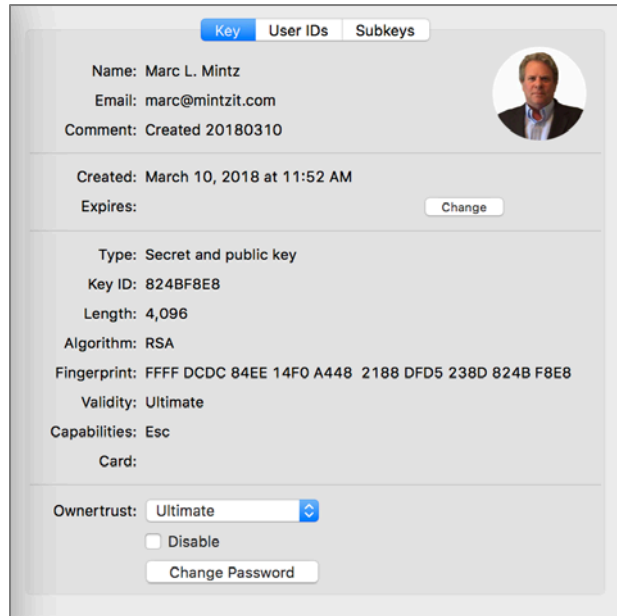 Key User IDs Subkeys
Name: Marc L. Mintz
Email: marc@mintzit.com
Comment: Created 20180310
Created: March 10, 2018 at 11:52 AM
Expires: Change
Type: Secret and public key
Key ID: 824BF8E8
Length: 4,096
Algorithm: RSA
Fingerprint: FFFF DCDC 84EE 14F0 A448  2188 DFD5 238D 824B F8E8
Validity: Ultimate
Capabilities: Esc
Card:
Ownertrust: Ultimate
Disable
Change Password